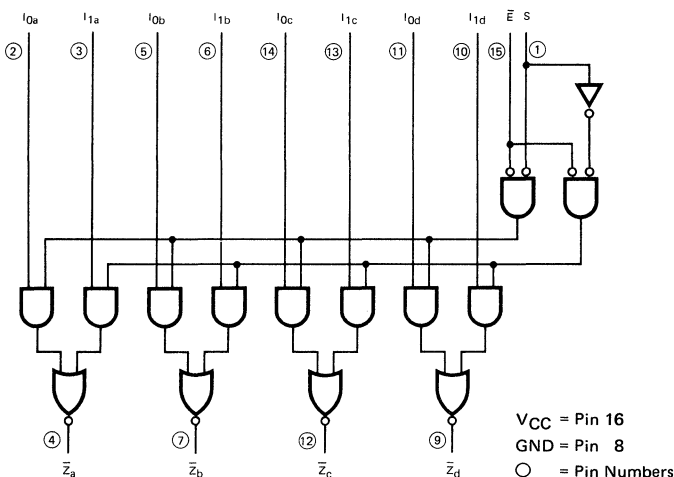 I0a I1a I0b I1b I0c I1c I0d I1d E̅ S
2 3 5 6 14 13 11 10 15 1
4 7 12 9
Z̅a Z̅b Z̅c Z̅d
VCC = Pin 16
GND = Pin 8
= Pin Numbers